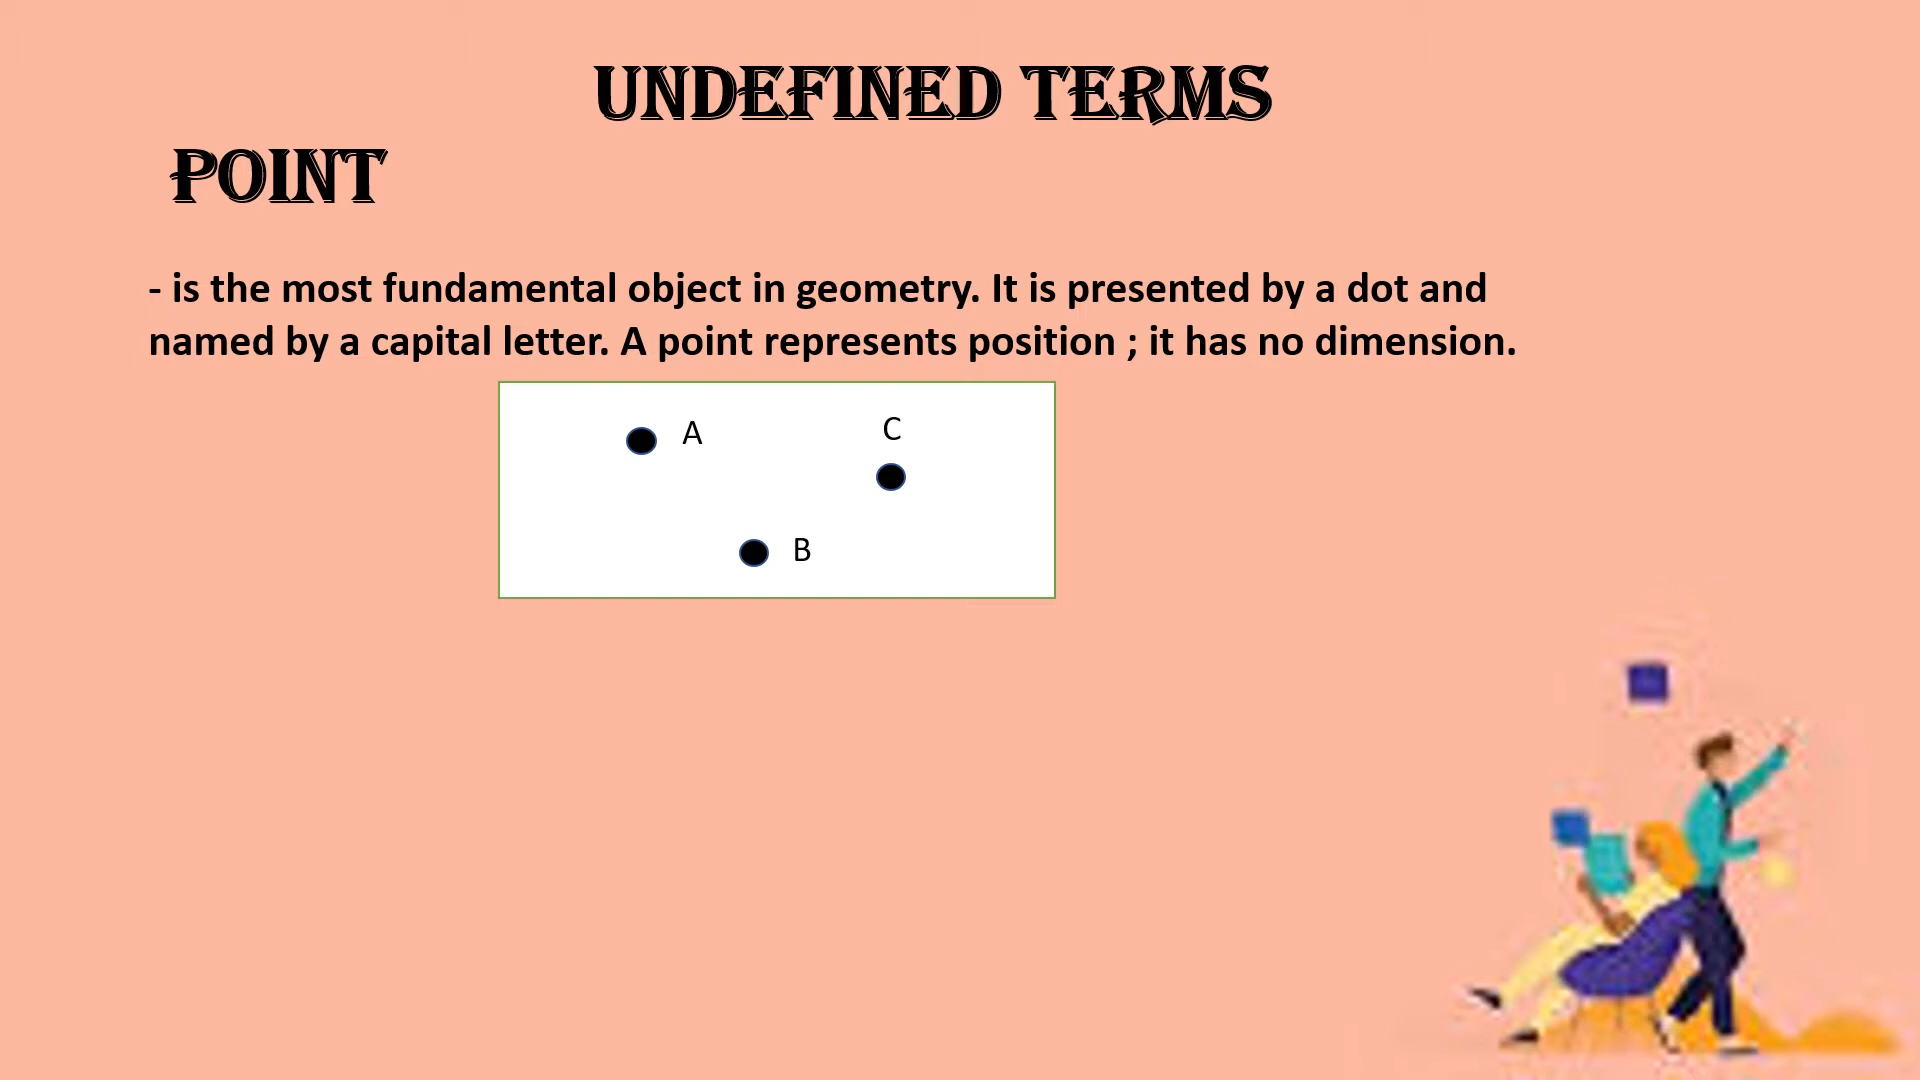 UNDEFINED TERMS
POINT
- is the most fundamental object in geometry. It is presented by a dot and
named by a capital letter. A point represents position ; it has no dimension.
A
C
B